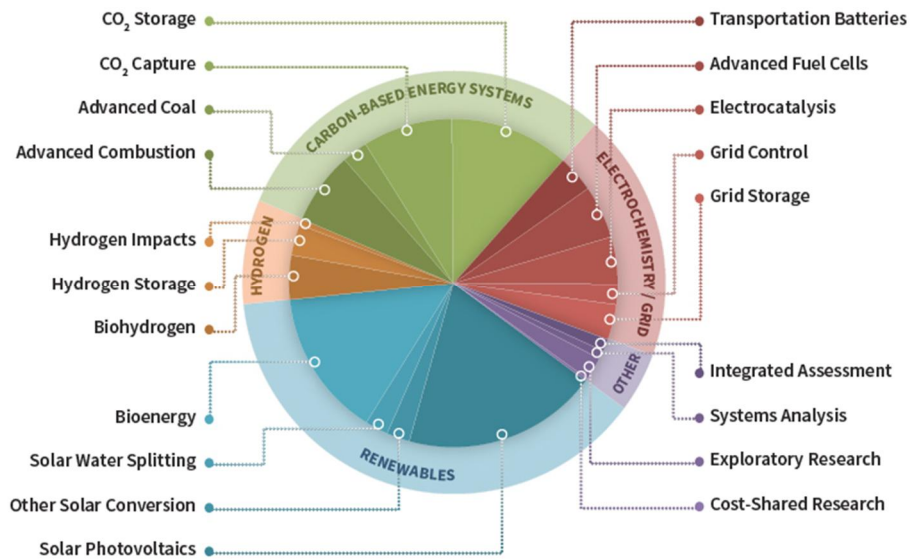 CO₂ Storage
CO₂ Capture
Advanced Coal
Advanced Combustion
Hydrogen Impacts
Hydrogen Storage
Biohydrogen
Bioenergy
Solar Water Splitting
Other Solar Conversion
Solar Photovoltaics
CARBON-BASED ENERGY SYSTEMS
HYDROGEN
RENEWABLES
ELECTROCHEMISTRY / GRID
OTHER
Transportation Batteries
Advanced Fuel Cells
Electrocatalysis
Grid Control
Grid Storage
Integrated Assessment
Systems Analysis
Exploratory Research
Cost-Shared Research